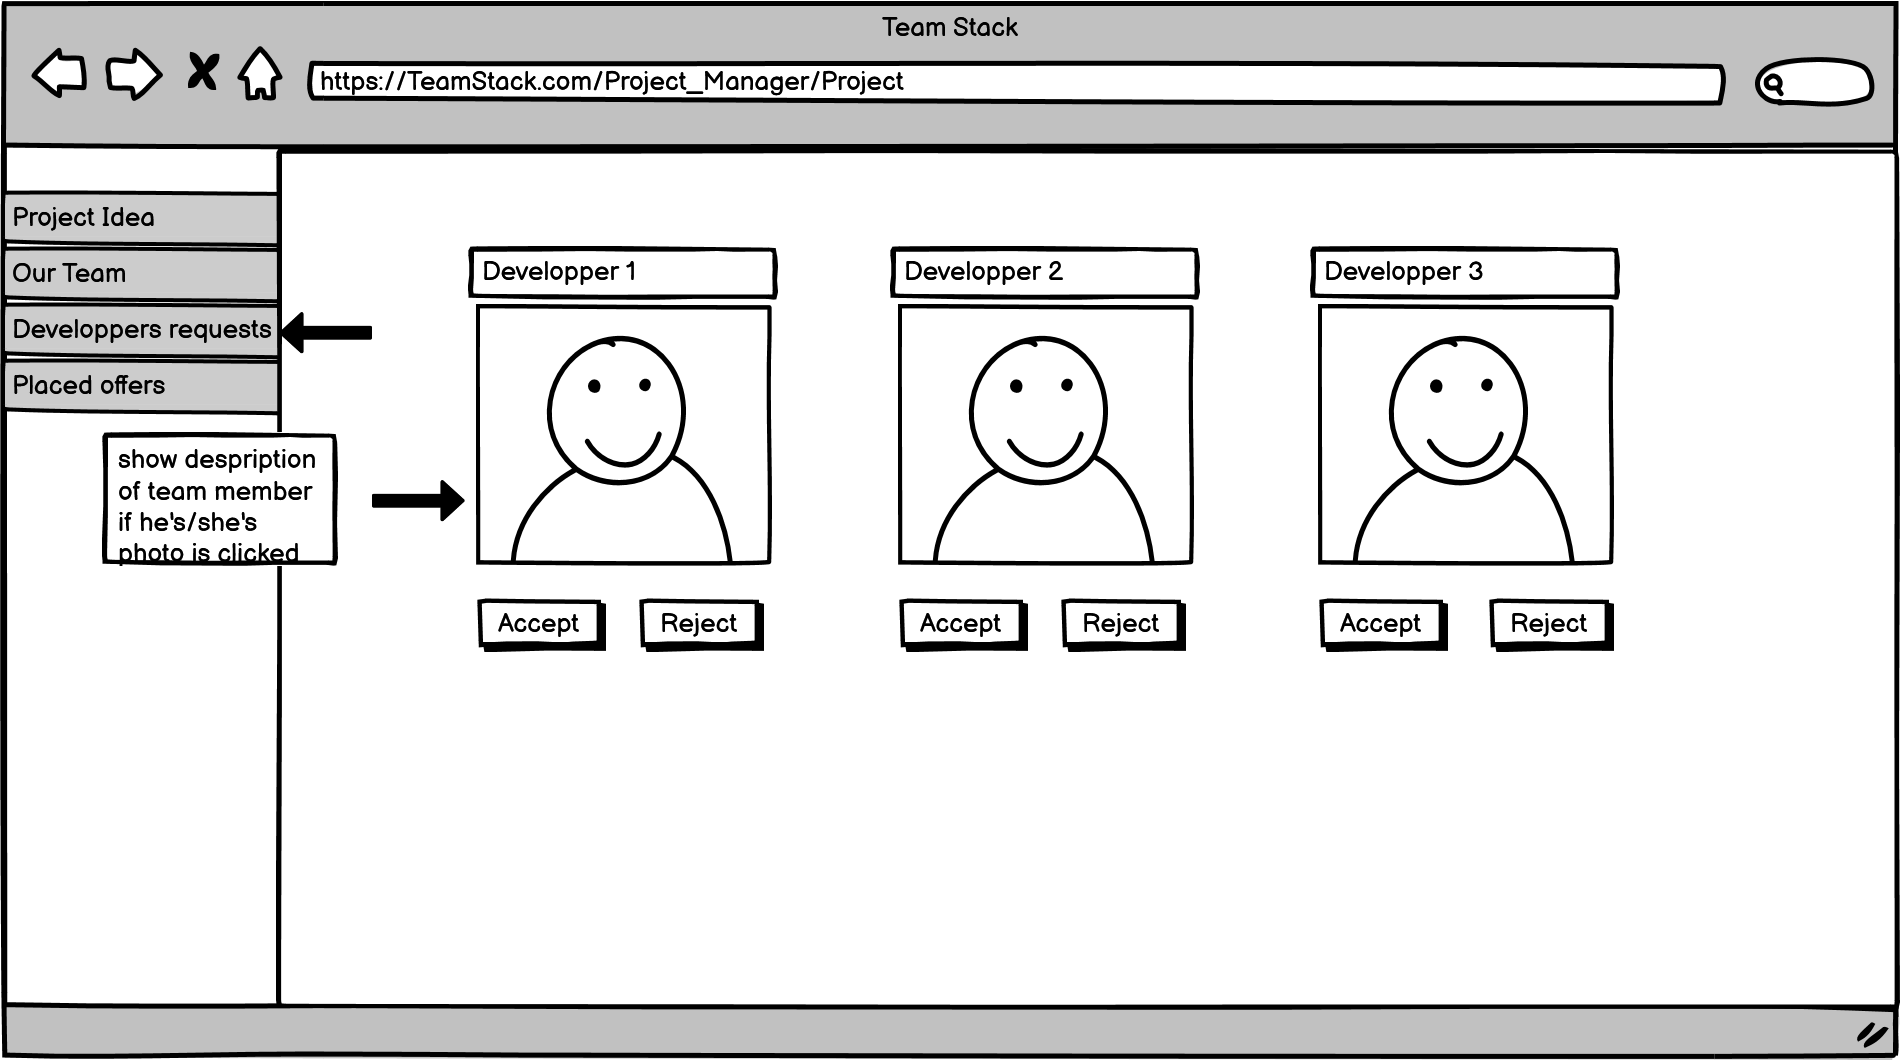 Team Stack
https://TeamStack.com/Project_Manager/Project
Project Idea
Our Team
Developpers requests
Placed offers
show despription
of team member
if he's/she's
photo is clicked
Developper 1
Developper 2
Developper 3
Accept
Reject
Accept
Reject
Accept
Reject